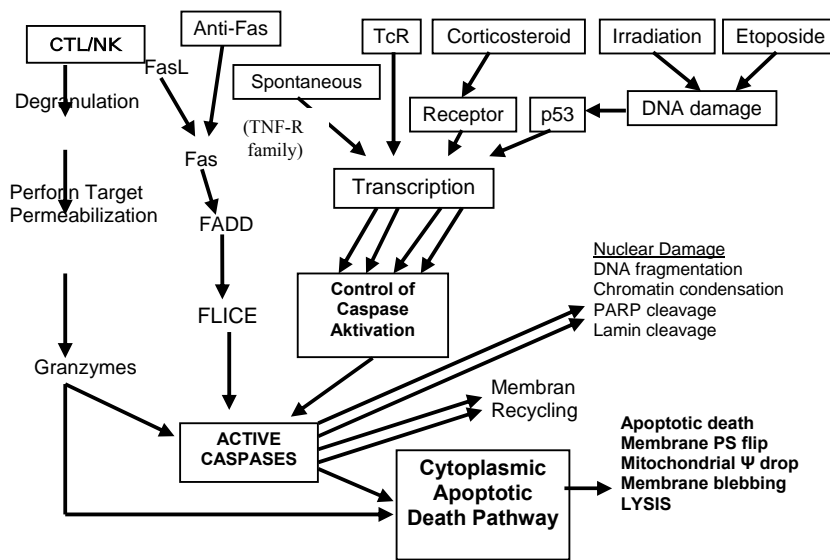 CTL/NK
Anti-Fas
TcR
Corticosteroid
Irradiation
Etoposide
FasL
Spontaneous
Degranulation
Receptor
p53
DNA damage
(TNF-R
family)
Fas
Transcription
Perform Target
Permeabilization
FADD
Nuclear Damage
DNA fragmentation
Chromatin condensation
PARP cleavage
Lamin cleavage
Control of
Caspase
Aktivation
FLICE
Granzymes
Membran
Recycling
ACTIVE
CASPASES
Cytoplasmic
Apoptotic
Death Pathway
Apoptotic death
Membrane PS flip
Mitochondrial Ψ drop
Membrane blebbing
LYSIS